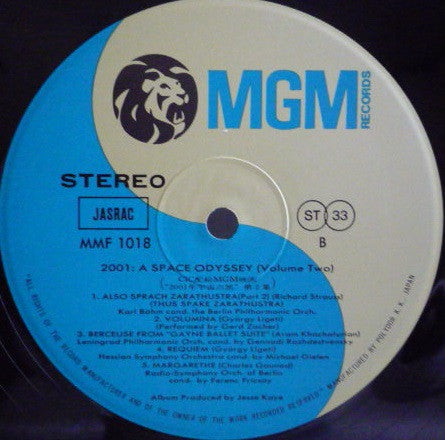 MGM
RECORDS
STEREO
JASRAC
MMF 1018
ST 33
B
2001: A SPACE ODYSSEY (Volume Two)
1. ALSO SPRACH ZARATHUSTRA(Part 2) (Richard Strauss)
(THUS SPAKE ZARATHUSTRA)
Karl Böhm cond. the Berlin Philharmonic Orch.
2. VOLUMINA (György Ligeti)
(Performed by Gerd Zacher)
3. BERCEUSE FROM "GAYNE BALLET SUITE" (Aram Khachaturian)
Leningrad Philharmonic Orch. cond. by Gennadi Rozhdestvensky
4. REQUIEM (György Ligeti)
Hessian Symphony Orchestra cond. by Michael Gielen
5. MARGARETHE (Charles Gounod)
Radio-Symphony Orch. of Berlin
cond. by Ferenc Fricsay
Album Produced by Jesse Kaye
"ALL RIGHTS OF THE RECORD MANUFACTURER AND OF THE OWNER OF THE WORK RECORDED RESERVED" • MANUFACTURED BY POLYDOR K.K. JAPAN